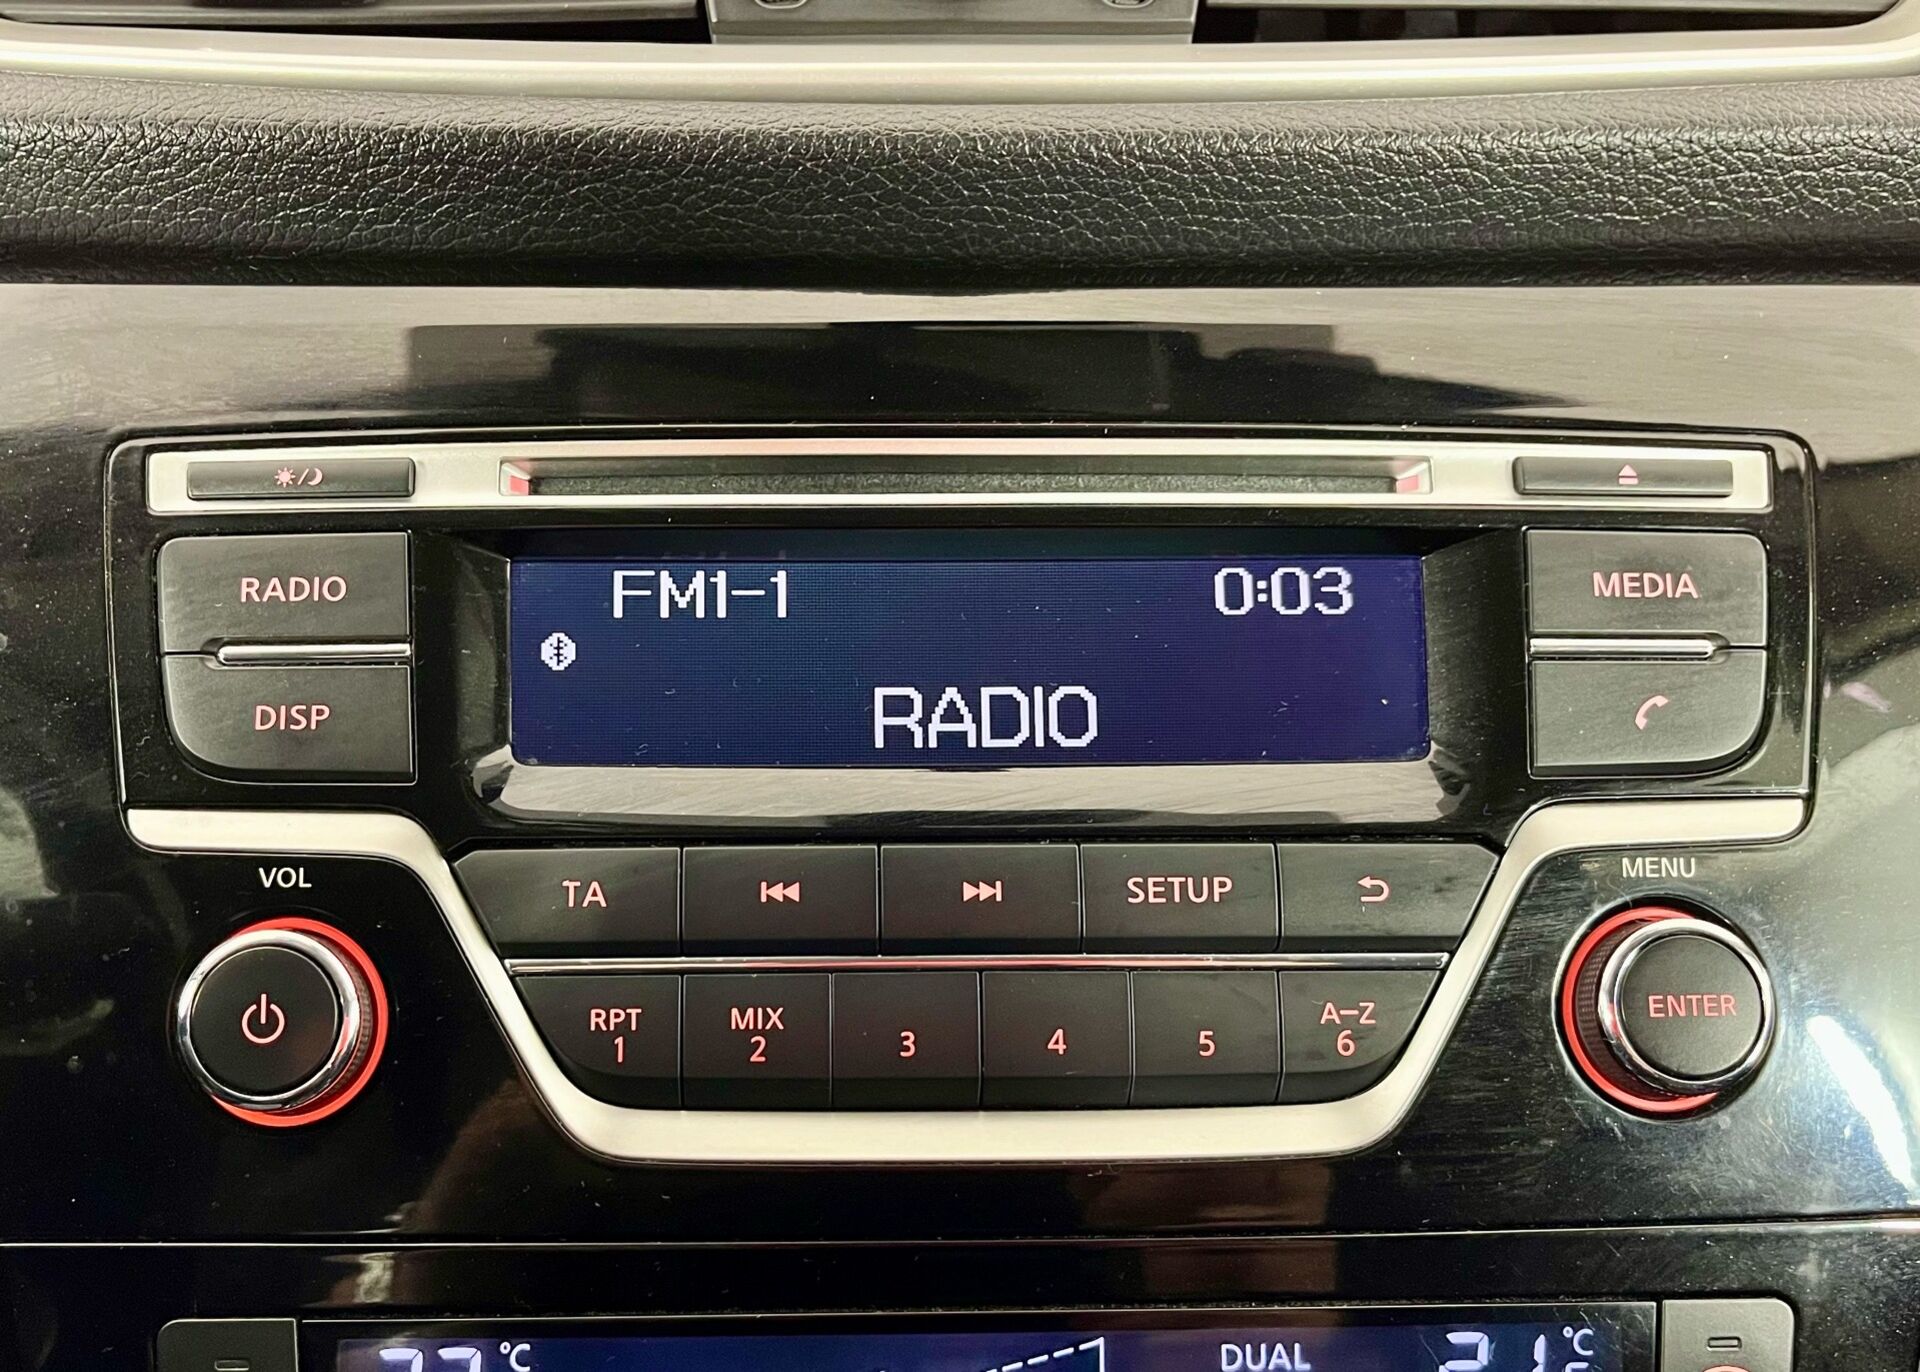 FM1-1 0:03
RADIO
RADIO
DISP
MEDIA
VOL
MENU
TA
SETUP
RPT
1
MIX
2
3
4
5
A-Z
6
ENTER
°C
DUAL
°C